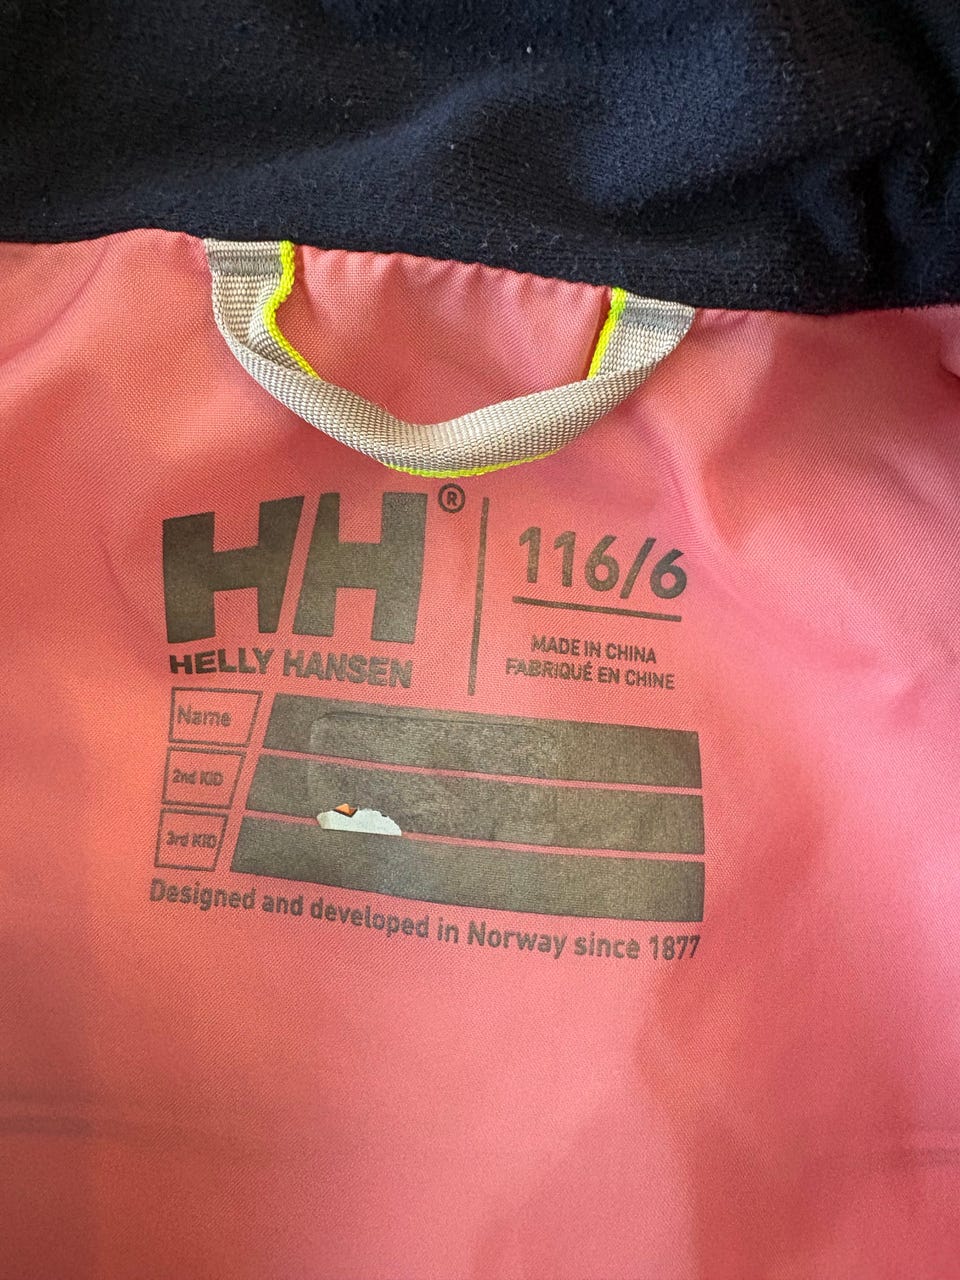 HH®
HELLY HANSEN
116/6
MADE IN CHINA
FABRIQUÉ EN CHINE
Name
2nd KID
3rd KID
Designed and developed in Norway since 1877